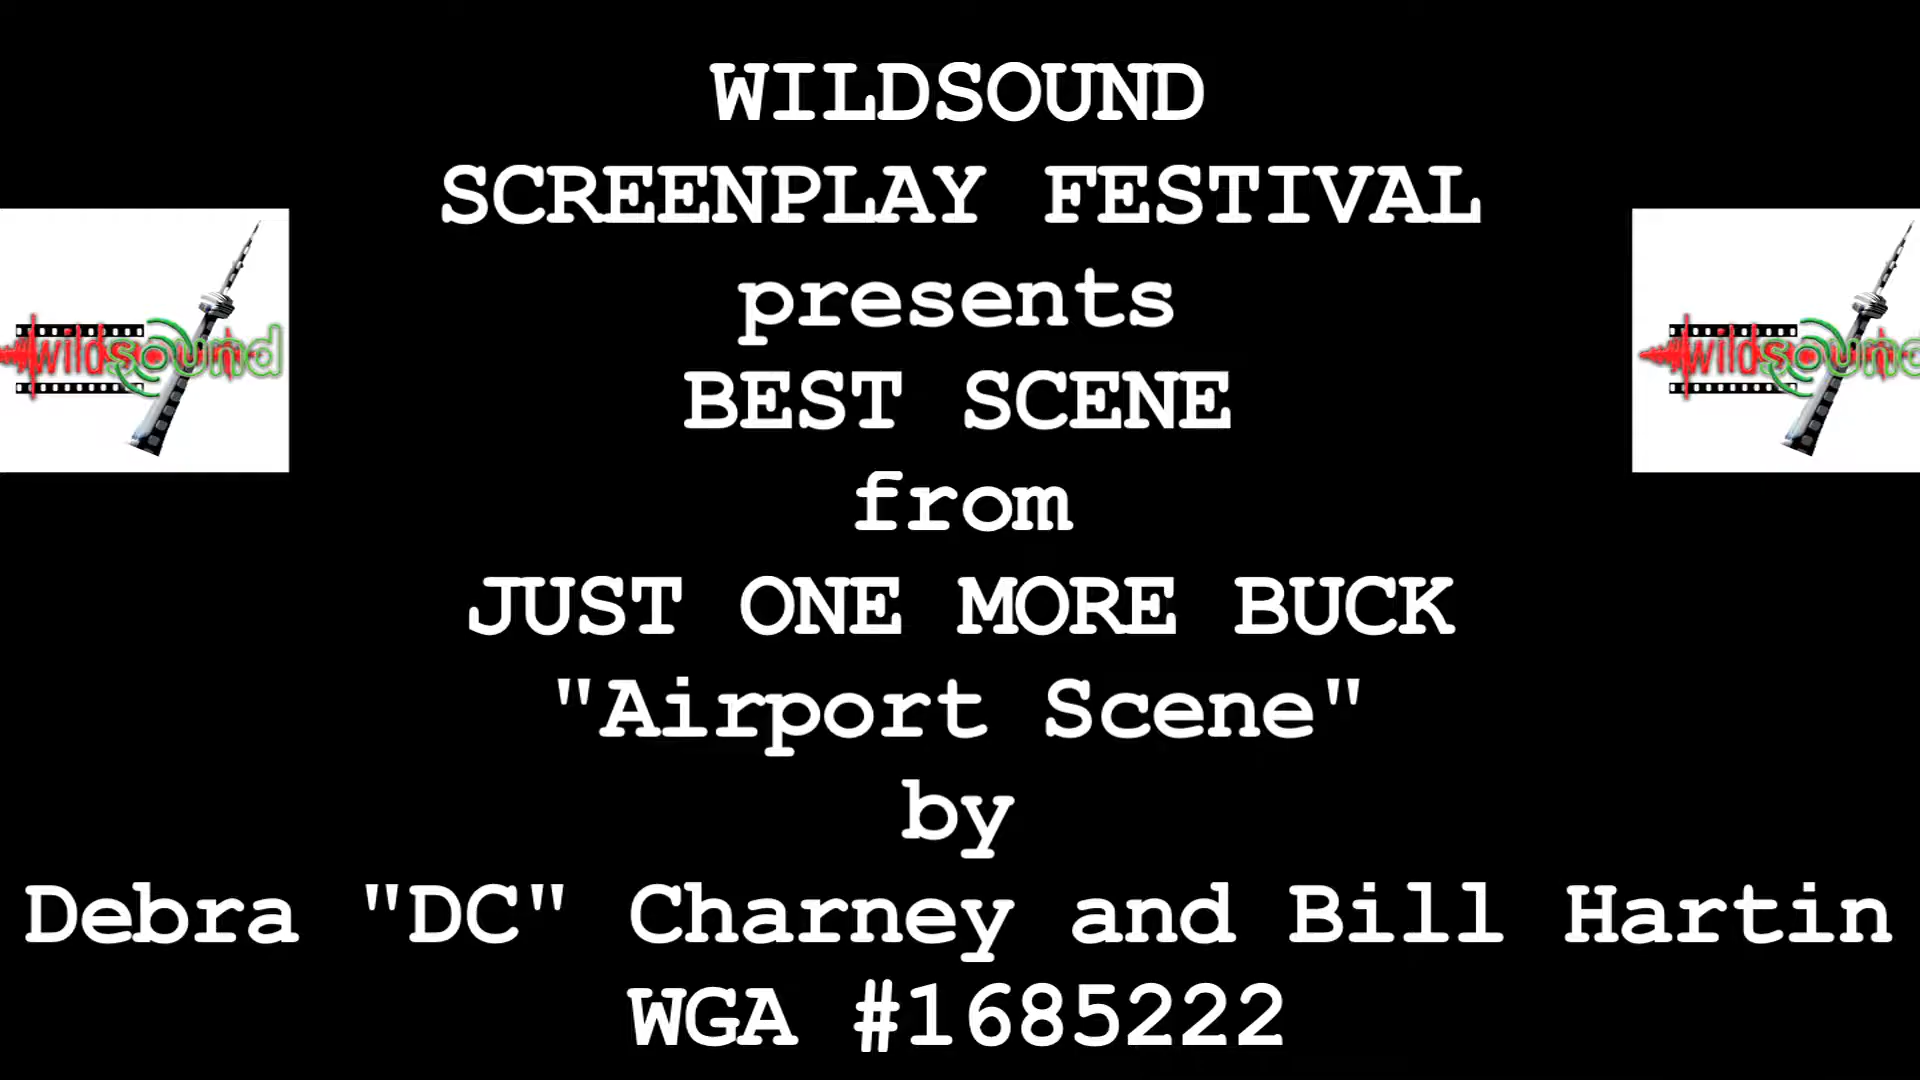 WILDSOUND
SCREENPLAY FESTIVAL
presents
BEST SCENE
from
JUST ONE MORE BUCK
"Airport Scene"
by
Debra "DC" Charney and Bill Hartin
WGA #1685222
wildsound
wildsound